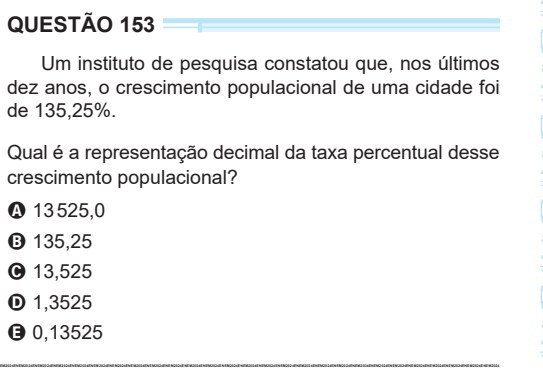 QUESTÃO 153
Um instituto de pesquisa constatou que, nos últimos
dez anos, o crescimento populacional de uma cidade foi
de 135,25%.
Qual é a representação decimal da taxa percentual desse
crescimento populacional?
A 13 525,0
B 135,25
C 13,525
D 1,3525
E 0,13525